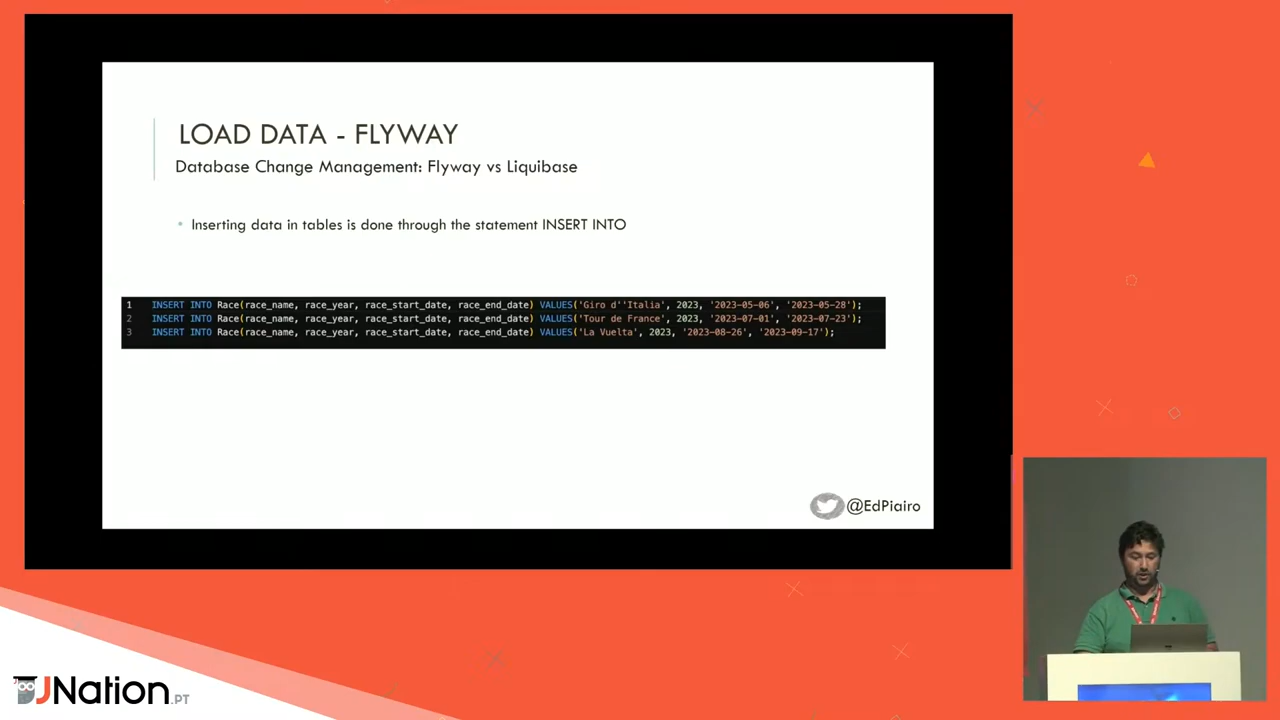 LOAD DATA - FLYWAY
Database Change Management: Flyway vs Liquibase
• Inserting data in tables is done through the statement INSERT INTO
1 INSERT INTO Race(race_name, race_year, race_start_date, race_end_date) VALUES('Giro d''Italia', 2023, '2023-05-06', '2023-05-28');
2 INSERT INTO Race(race_name, race_year, race_start_date, race_end_date) VALUES('Tour de France', 2023, '2023-07-01', '2023-07-23');
3 INSERT INTO Race(race_name, race_year, race_start_date, race_end_date) VALUES('La Vuelta', 2023, '2023-08-26', '2023-09-17');
@EdPiairo
JNation.PT